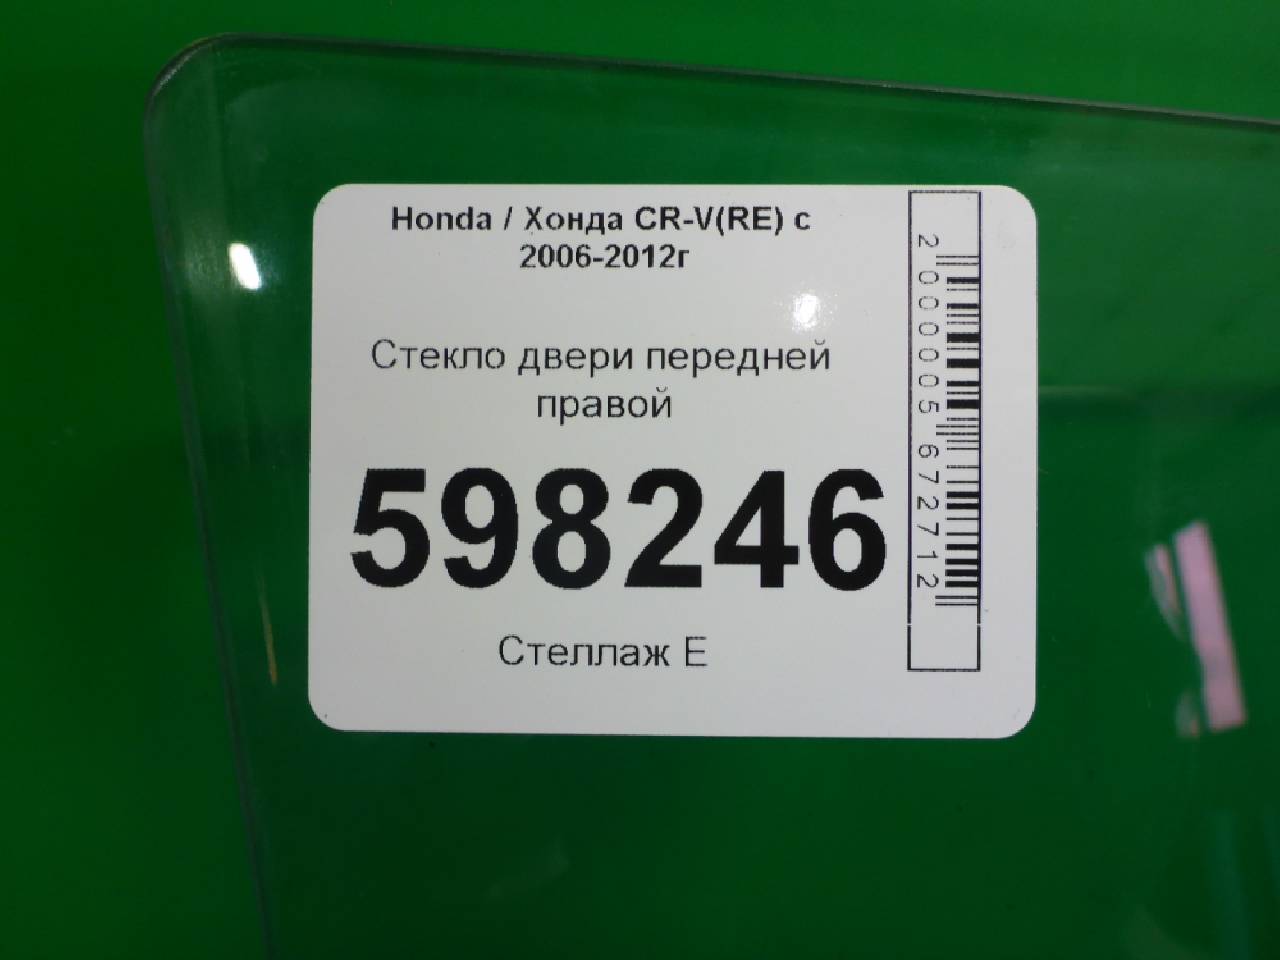 Honda / Хонда CR-V(RE) с
2006-2012г
Стекло двери передней
правой
598246
Стеллаж Е
2000005672712